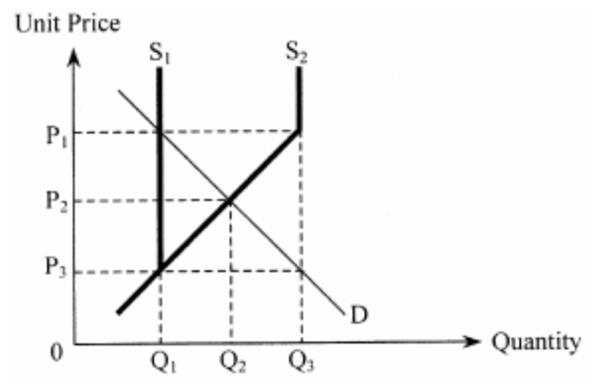 Unit Price
S₁ S₂
P₁
P₂
P₃
D
0
Q₁ Q₂ Q₃
Quantity